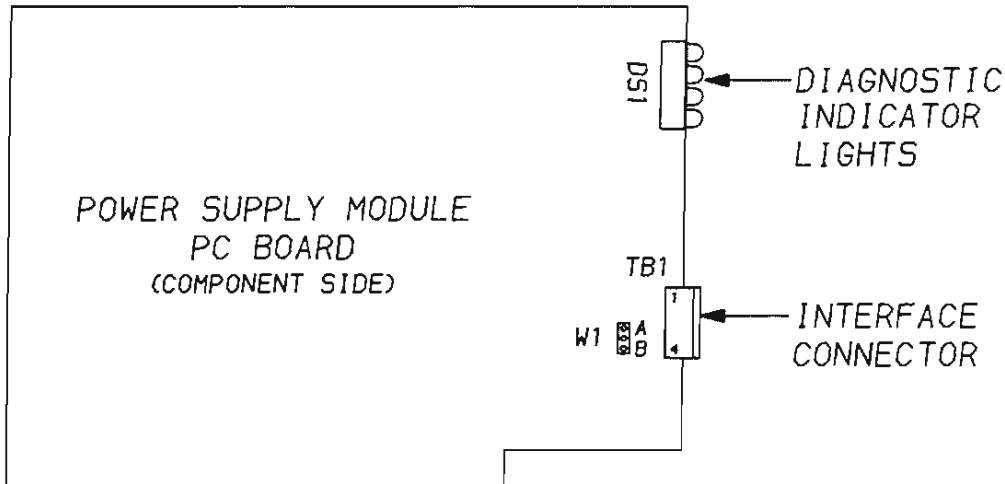 DS1
DIAGNOSTIC
INDICATOR
LIGHTS
POWER SUPPLY MODULE
PC BOARD
(COMPONENT SIDE)
TB1
1
4
W1
A
B
INTERFACE
CONNECTOR